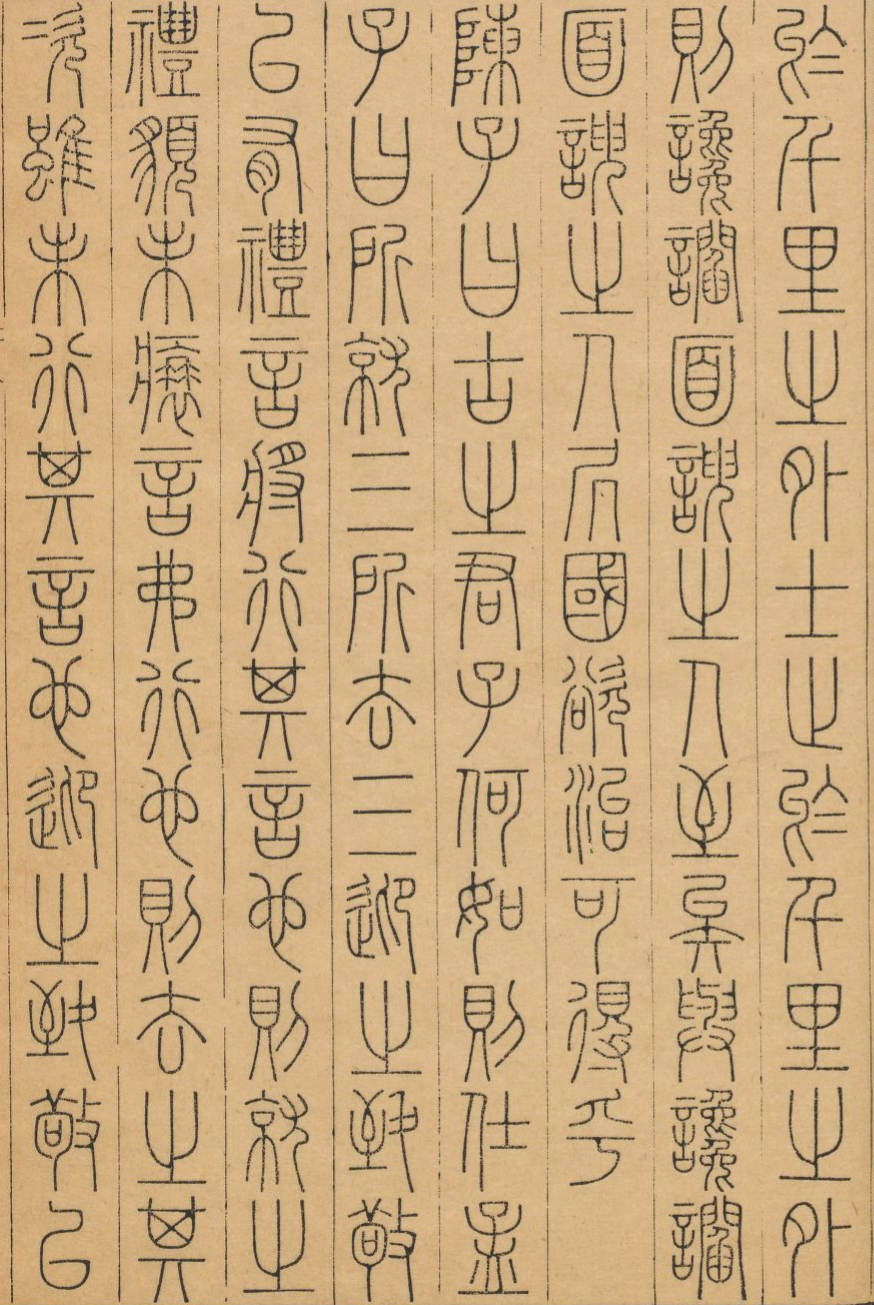 於千里之外士止於千里之外
則讒諂面諛之人至矣與讒諂
面諛之人居國欲治可得乎
陳子曰古之君子何如則仕孟
子曰所就三所去三迎之致敬
以有禮言將行其言也則就之
禮貌未衰言弗行也則去之其
次雖未行其言也迎之致敬以